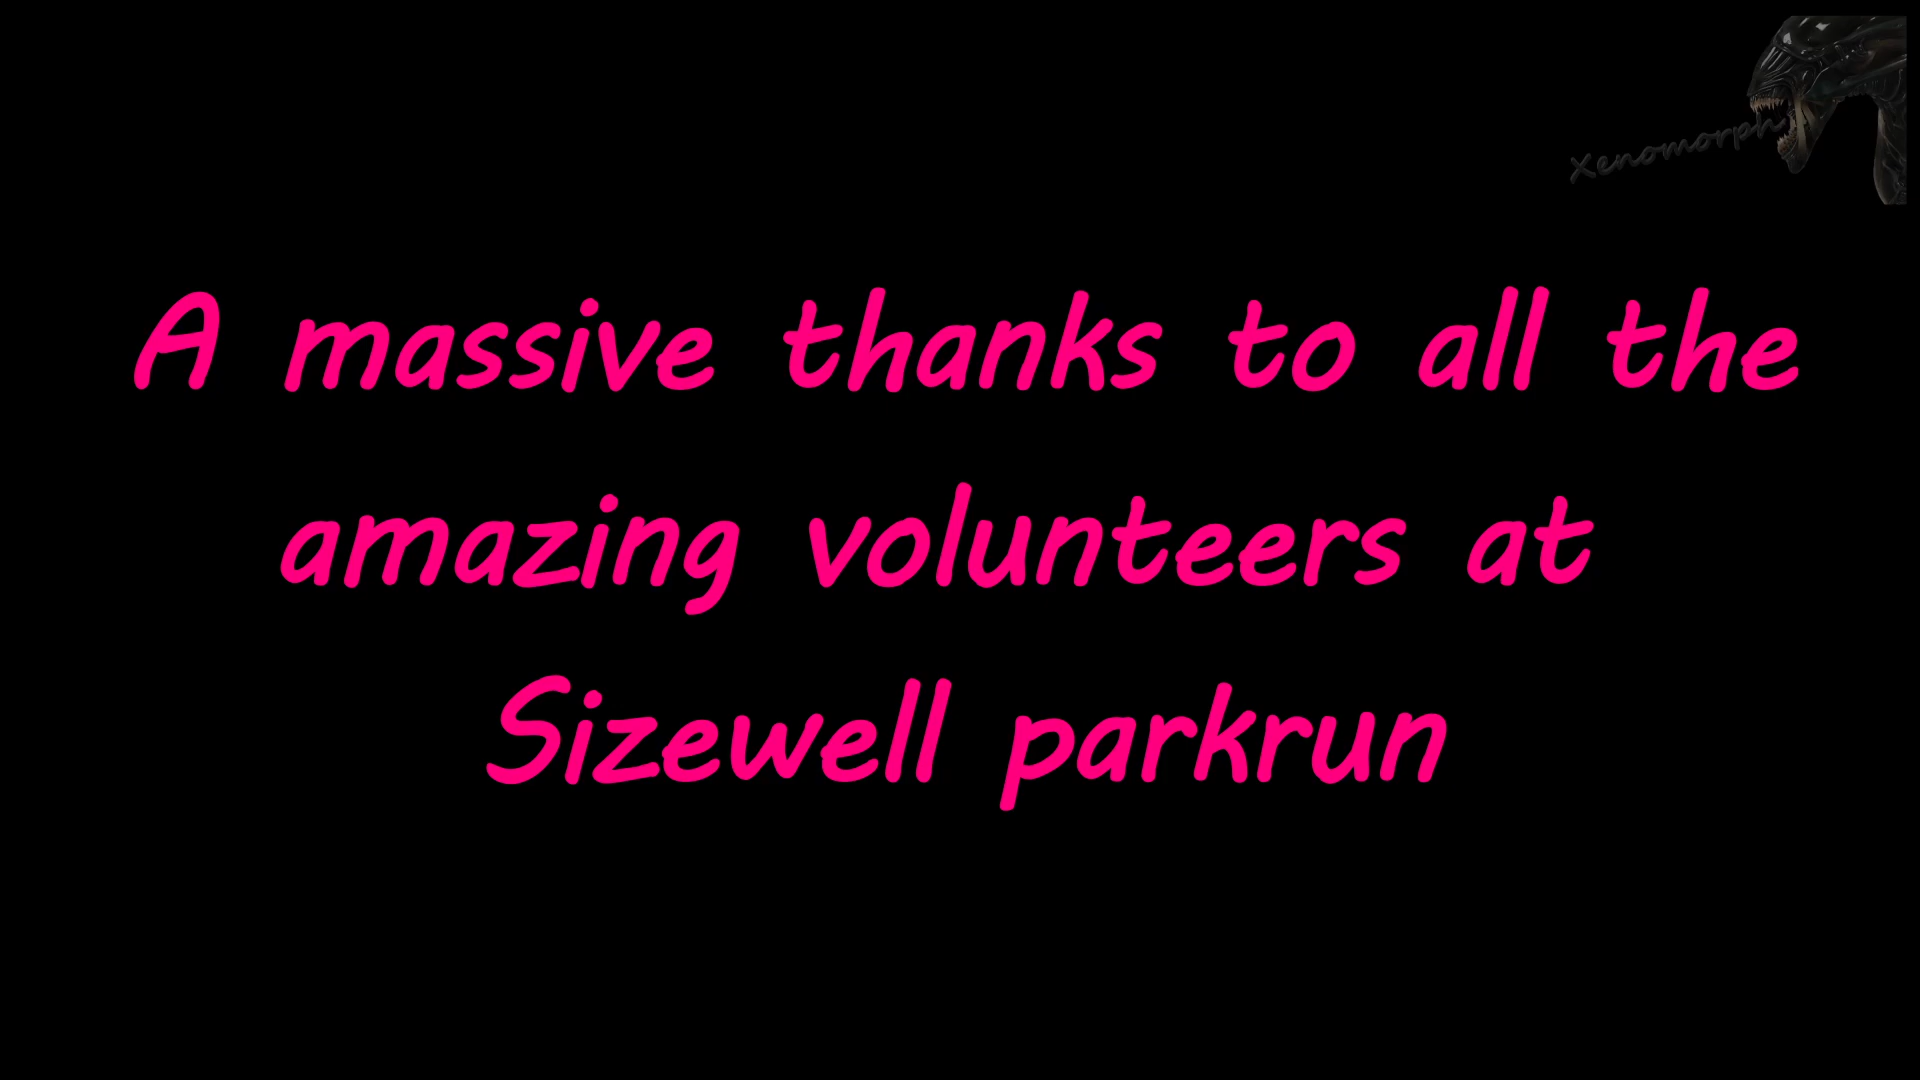 Xenomorph
A massive thanks to all the
amazing volunteers at
Sizewell parkrun